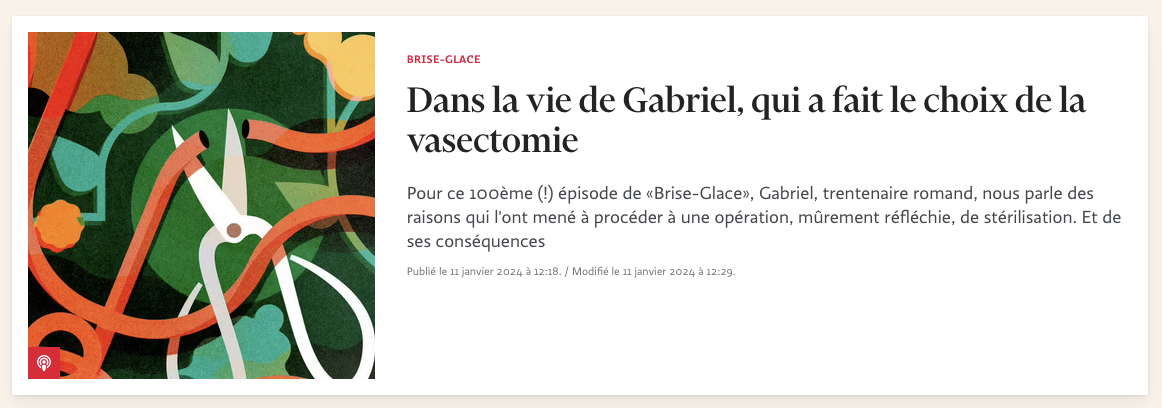 BRISE-GLACE
Dans la vie de Gabriel, qui a fait le choix de la
vasectomie
Pour ce 100ème (!) épisode de «Brise-Glace», Gabriel, trentenaire romand, nous parle des
raisons qui l'ont mené à procéder à une opération, mûrement réfléchie, de stérilisation. Et de
ses conséquences
Publié le 11 janvier 2024 à 12:18. / Modifié le 11 janvier 2024 à 12:29.